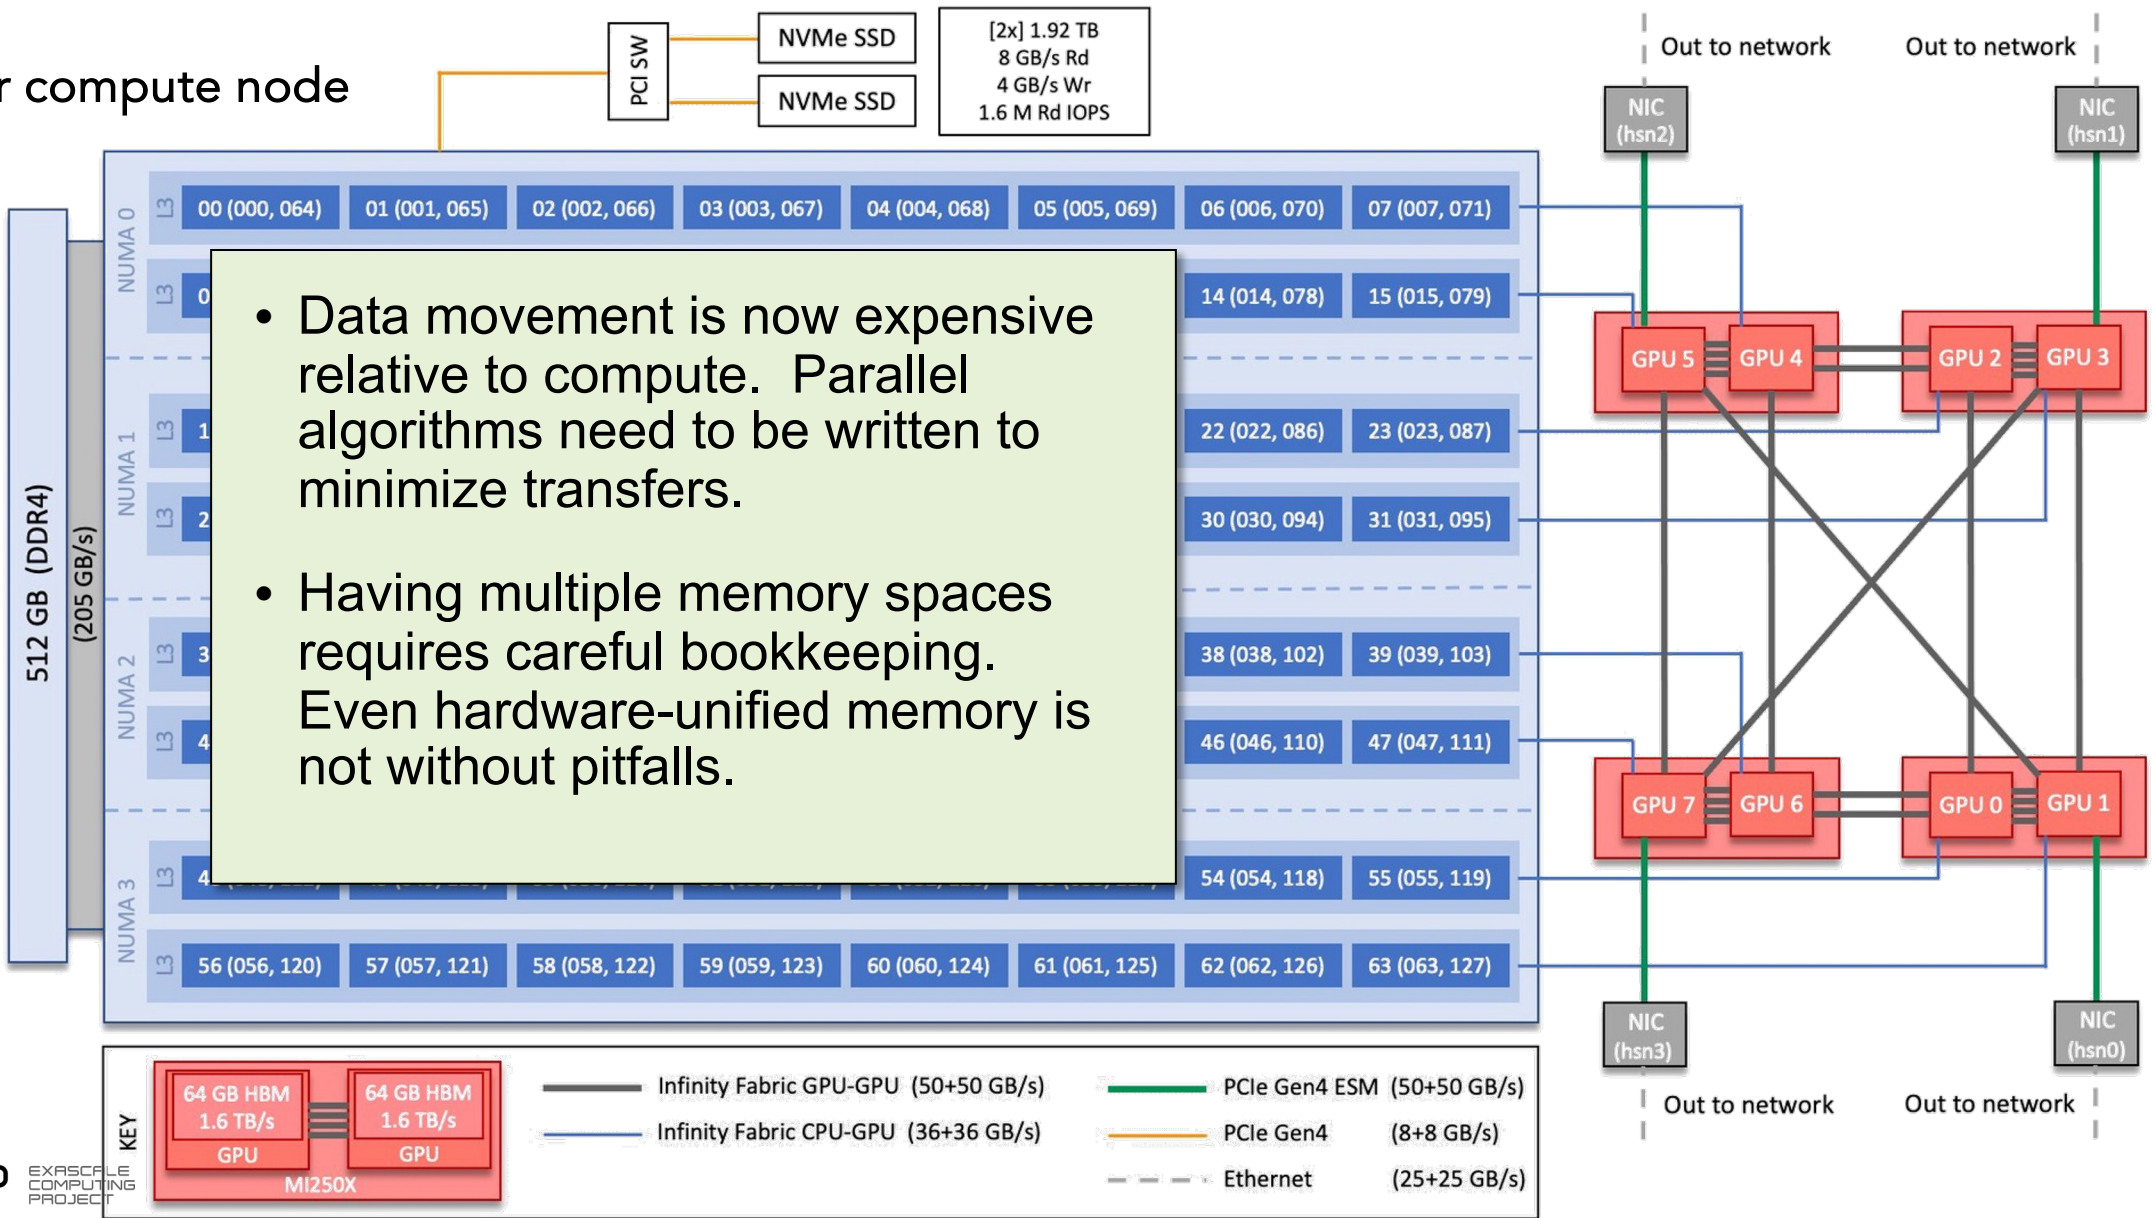 r compute node
PCI SW
NVMe SSD
NVMe SSD
[2x] 1.92 TB
8 GB/s Rd
4 GB/s Wr
1.6 M Rd IOPS
Out to network
Out to network
NIC
(hsn2)
NIC
(hsn1)
512 GB (DDR4)
(205 GB/s)
NUMA 0
L3
00 (000, 064)
01 (001, 065)
02 (002, 066)
03 (003, 067)
04 (004, 068)
05 (005, 069)
06 (006, 070)
07 (007, 071)
L3
0
14 (014, 078)
15 (015, 079)
NUMA 1
L3
1
22 (022, 086)
23 (023, 087)
L3
2
30 (030, 094)
31 (031, 095)
NUMA 2
L3
3
38 (038, 102)
39 (039, 103)
L3
4
46 (046, 110)
47 (047, 111)
NUMA 3
L3
4
54 (054, 118)
55 (055, 119)
L3
56 (056, 120)
57 (057, 121)
58 (058, 122)
59 (059, 123)
60 (060, 124)
61 (061, 125)
62 (062, 126)
63 (063, 127)
• Data movement is now expensive
relative to compute. Parallel
algorithms need to be written to
minimize transfers.
• Having multiple memory spaces
requires careful bookkeeping.
Even hardware-unified memory is
not without pitfalls.
GPU 5
GPU 4
GPU 2
GPU 3
GPU 7
GPU 6
GPU 0
GPU 1
NIC
(hsn3)
NIC
(hsn0)
Out to network
Out to network
KEY
64 GB HBM
1.6 TB/s
GPU
64 GB HBM
1.6 TB/s
GPU
MI250X
Infinity Fabric GPU-GPU (50+50 GB/s)
Infinity Fabric CPU-GPU (36+36 GB/s)
PCIe Gen4 ESM (50+50 GB/s)
PCIe Gen4 (8+8 GB/s)
Ethernet (25+25 GB/s)
EXASCALE
COMPUTING
PROJECT